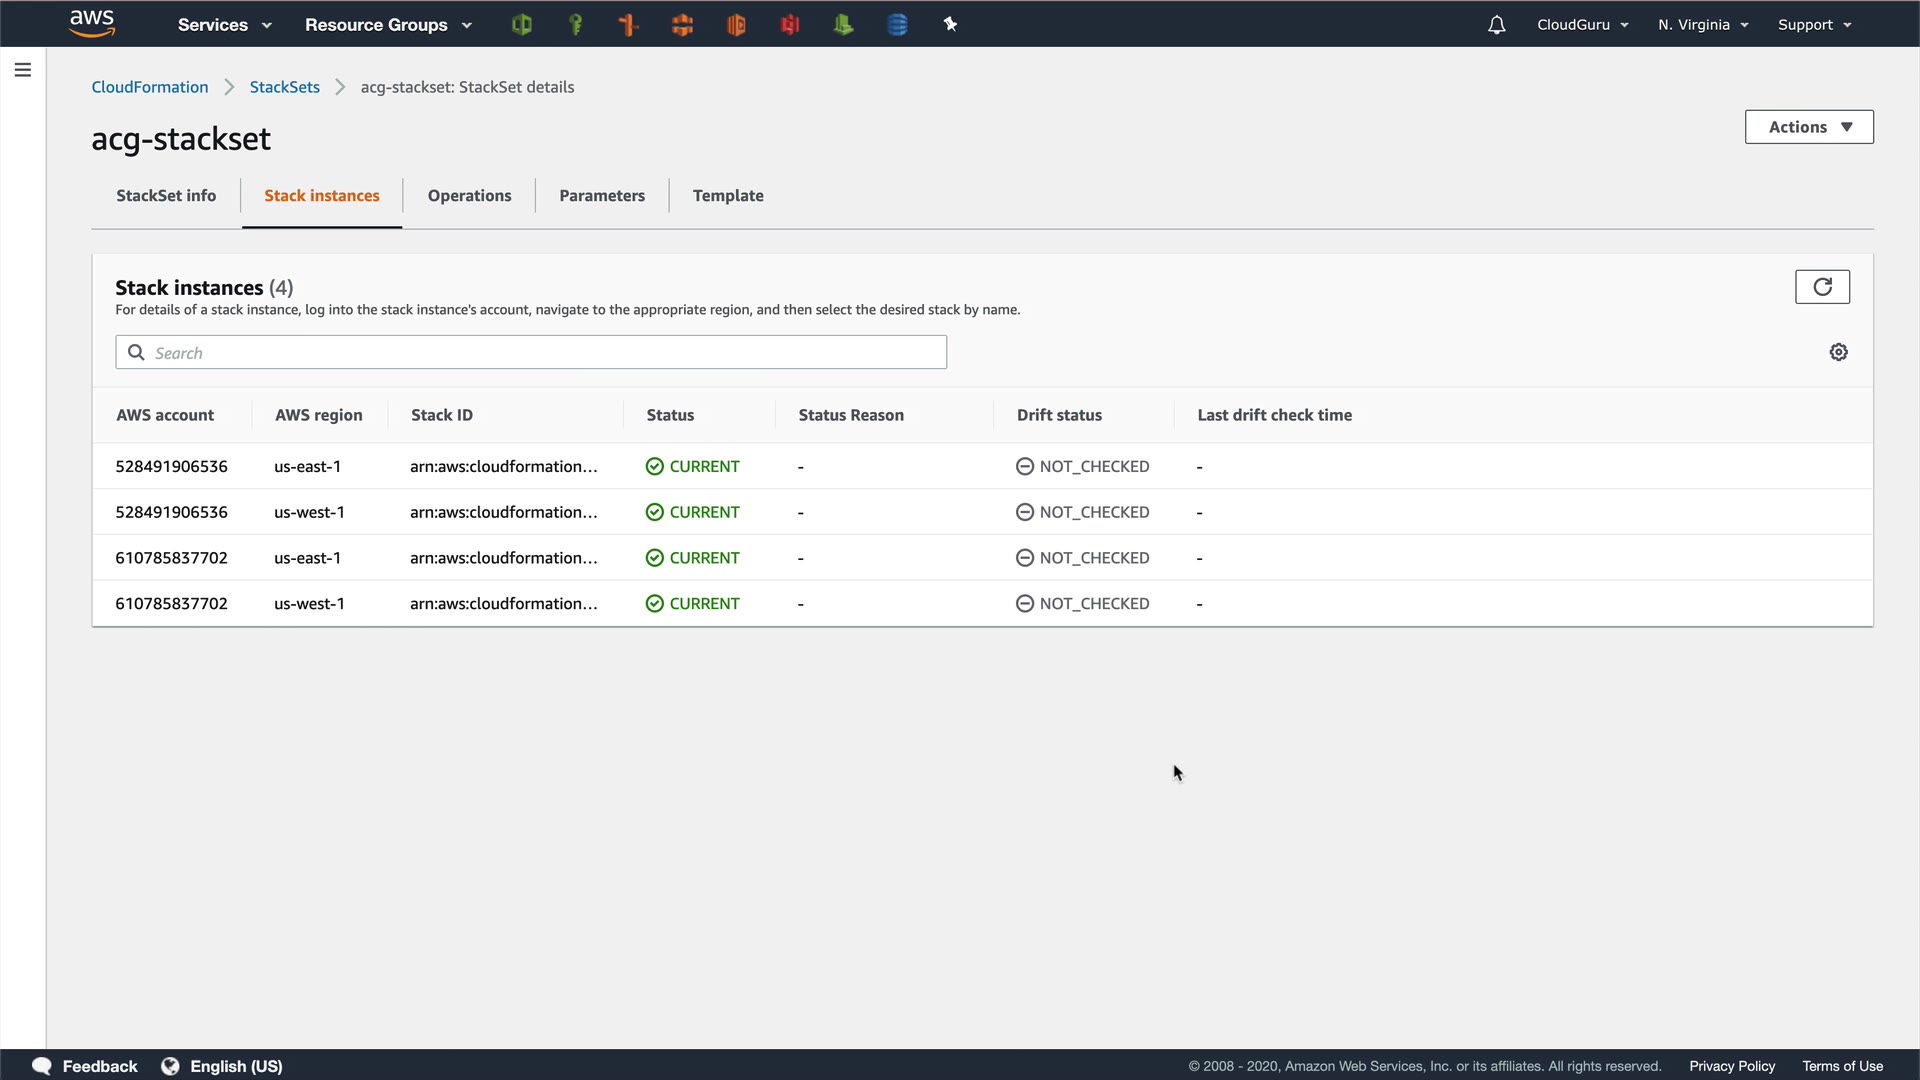 aws Services Resource Groups CloudGuru N. Virginia Support
CloudFormation StackSets acg-stackset: StackSet details
acg-stackset
Actions
StackSet info Stack instances Operations Parameters Template
Stack instances (4)
For details of a stack instance, log into the stack instance's account, navigate to the appropriate region, and then select the desired stack by name.
Search
AWS account AWS region Stack ID Status Status Reason Drift status Last drift check time
528491906536 us-east-1 arn:aws:cloudformation... CURRENT - NOT_CHECKED -
528491906536 us-west-1 arn:aws:cloudformation... CURRENT - NOT_CHECKED -
610785837702 us-east-1 arn:aws:cloudformation... CURRENT - NOT_CHECKED -
610785837702 us-west-1 arn:aws:cloudformation... CURRENT - NOT_CHECKED -
Feedback English (US) © 2008 - 2020, Amazon Web Services, Inc. or its affiliates. All rights reserved. Privacy Policy Terms of Use